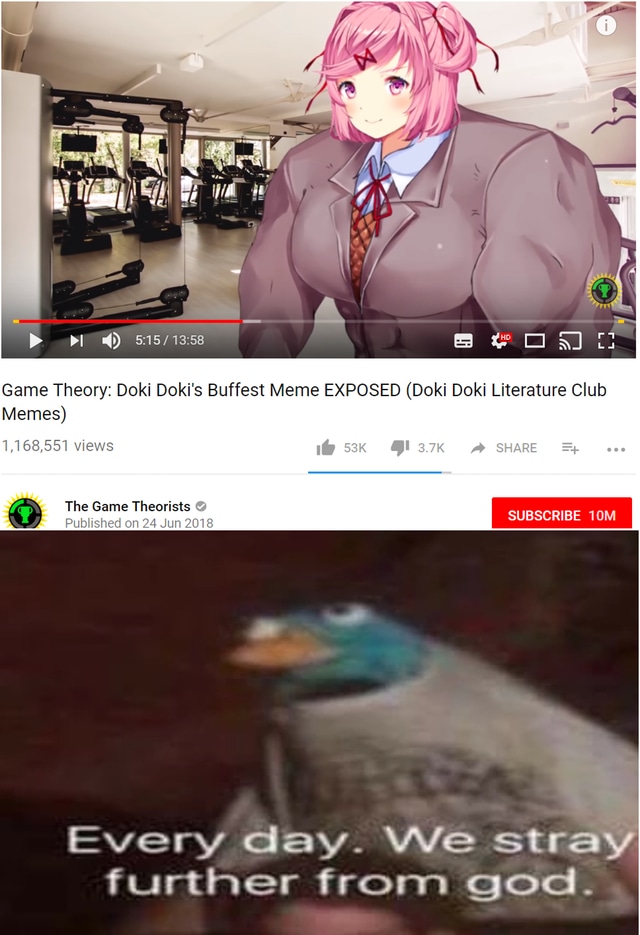 i
5:15 / 13:58
HD
Game Theory: Doki Doki's Buffest Meme EXPOSED (Doki Doki Literature Club
Memes)
1,168,551 views
53K
3.7K
SHARE
The Game Theorists
Published on 24 Jun 2018
SUBSCRIBE 10M
Every day. We stray
further from god.